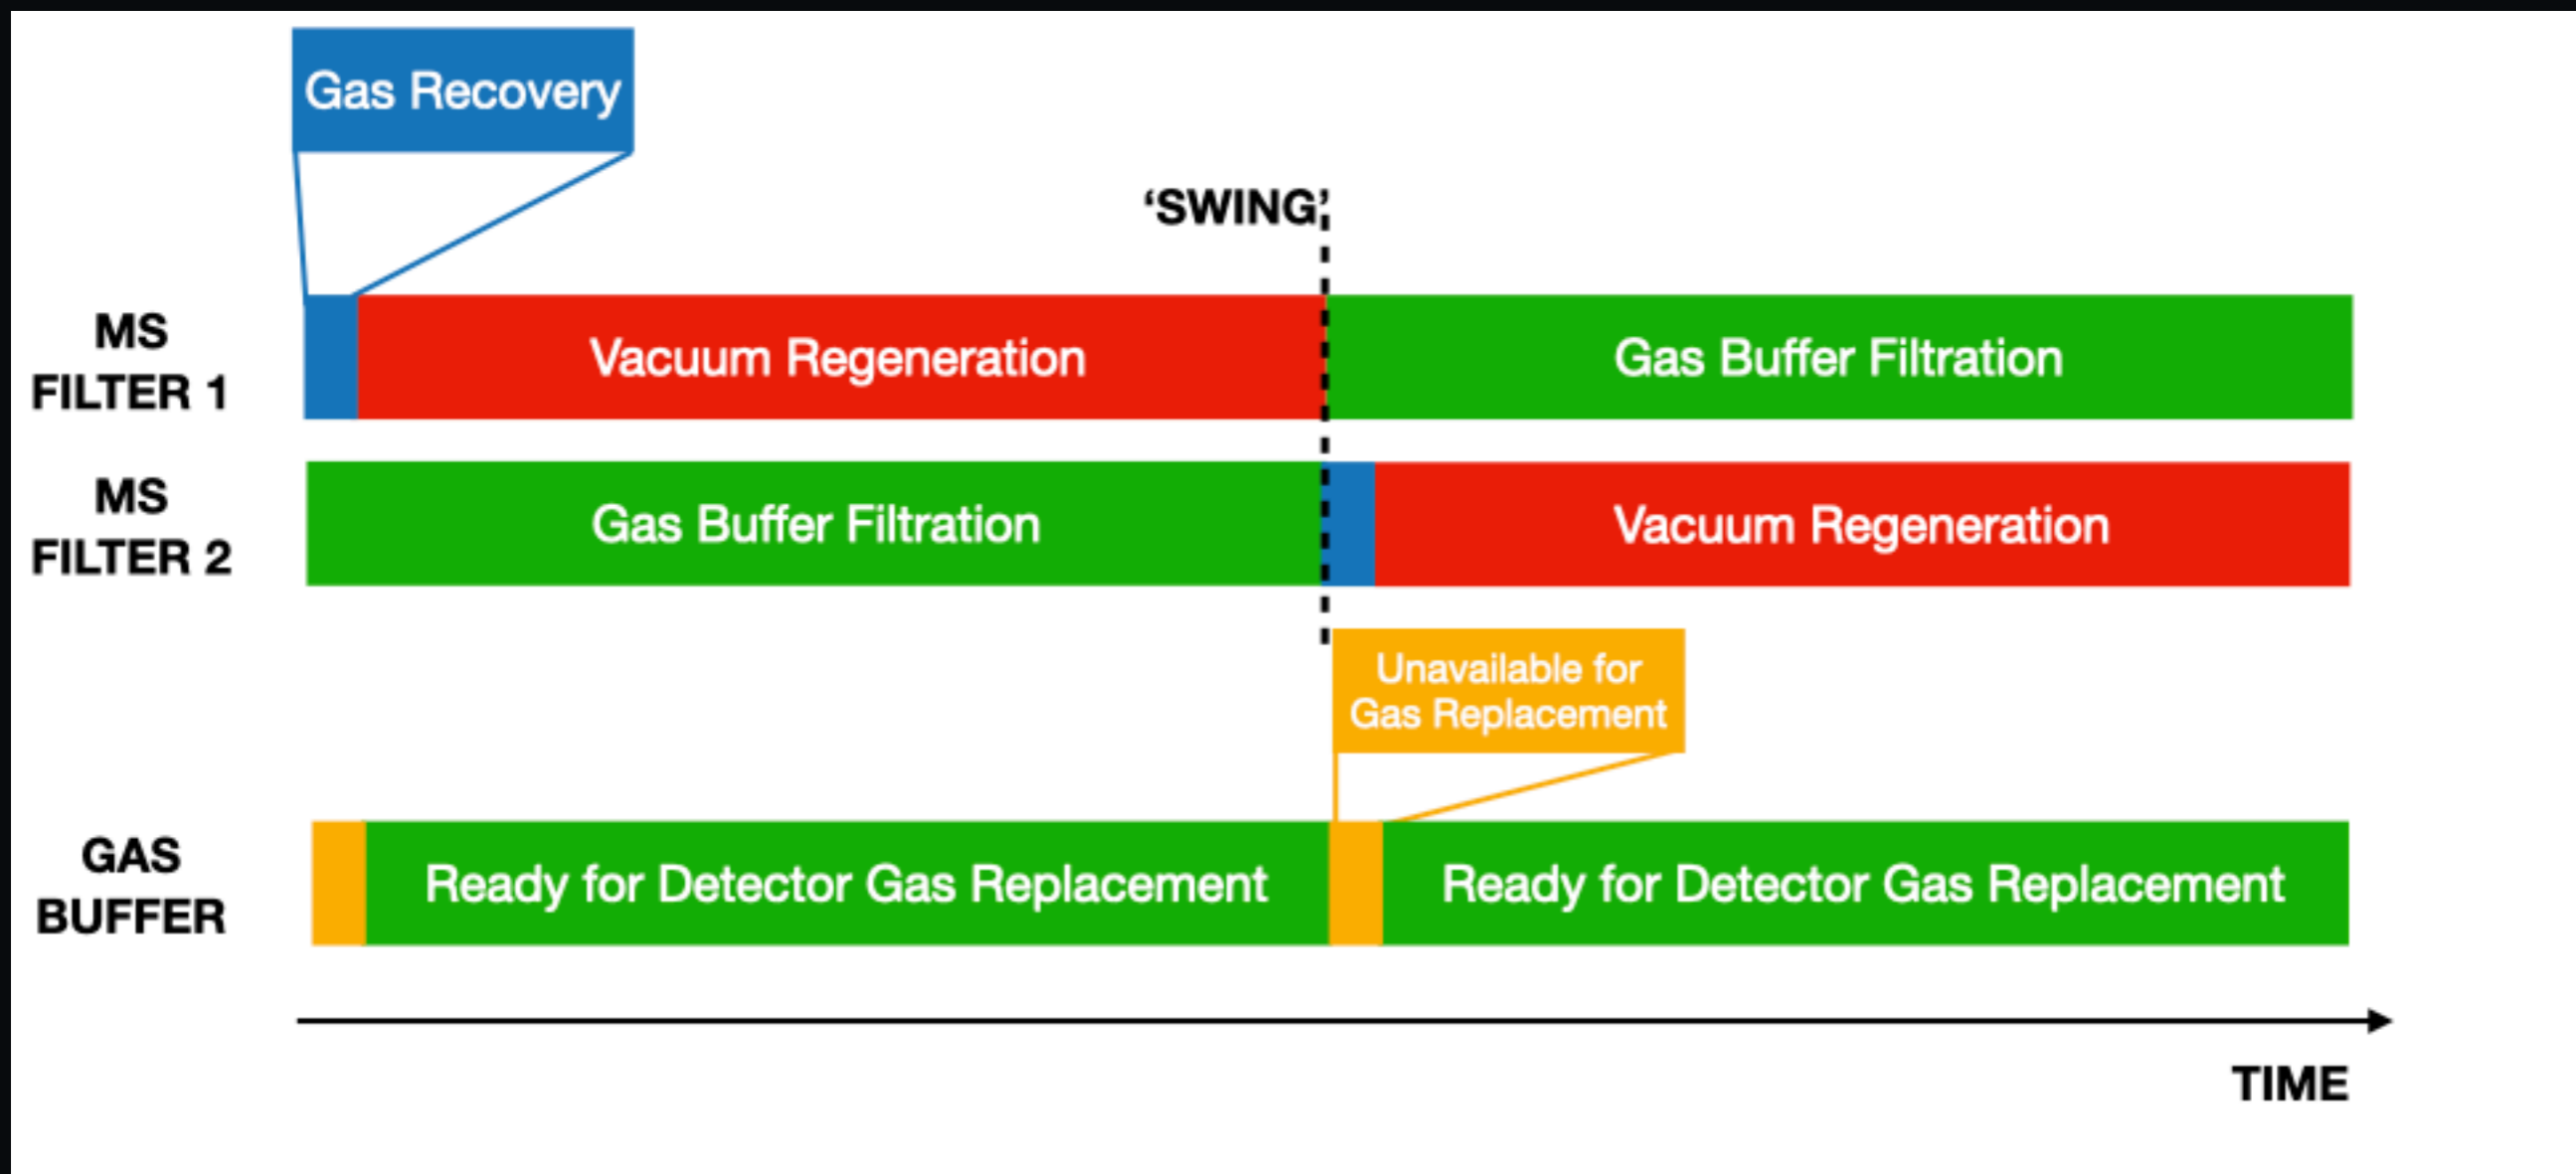 Gas Recovery
‘SWING’
MS
FILTER 1
Vacuum Regeneration
Gas Buffer Filtration
MS
FILTER 2
Gas Buffer Filtration
Vacuum Regeneration
Unavailable for
Gas Replacement
GAS
BUFFER
Ready for Detector Gas Replacement
Ready for Detector Gas Replacement
TIME